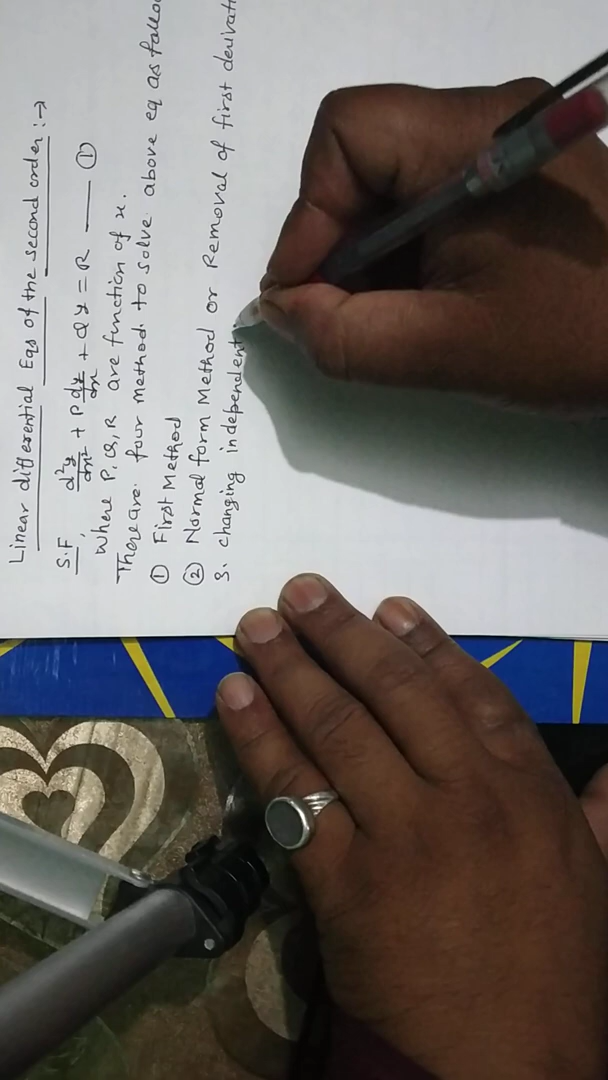 Linear differential Eqs of the second order :→
S.F, d²y/dx² + P dy/dx + Qy = R —— ①
where P, Q, R are function of x.
There are four method to solve above eq as
① First Method
② Normal form Method or Removal of first
3. changing independent